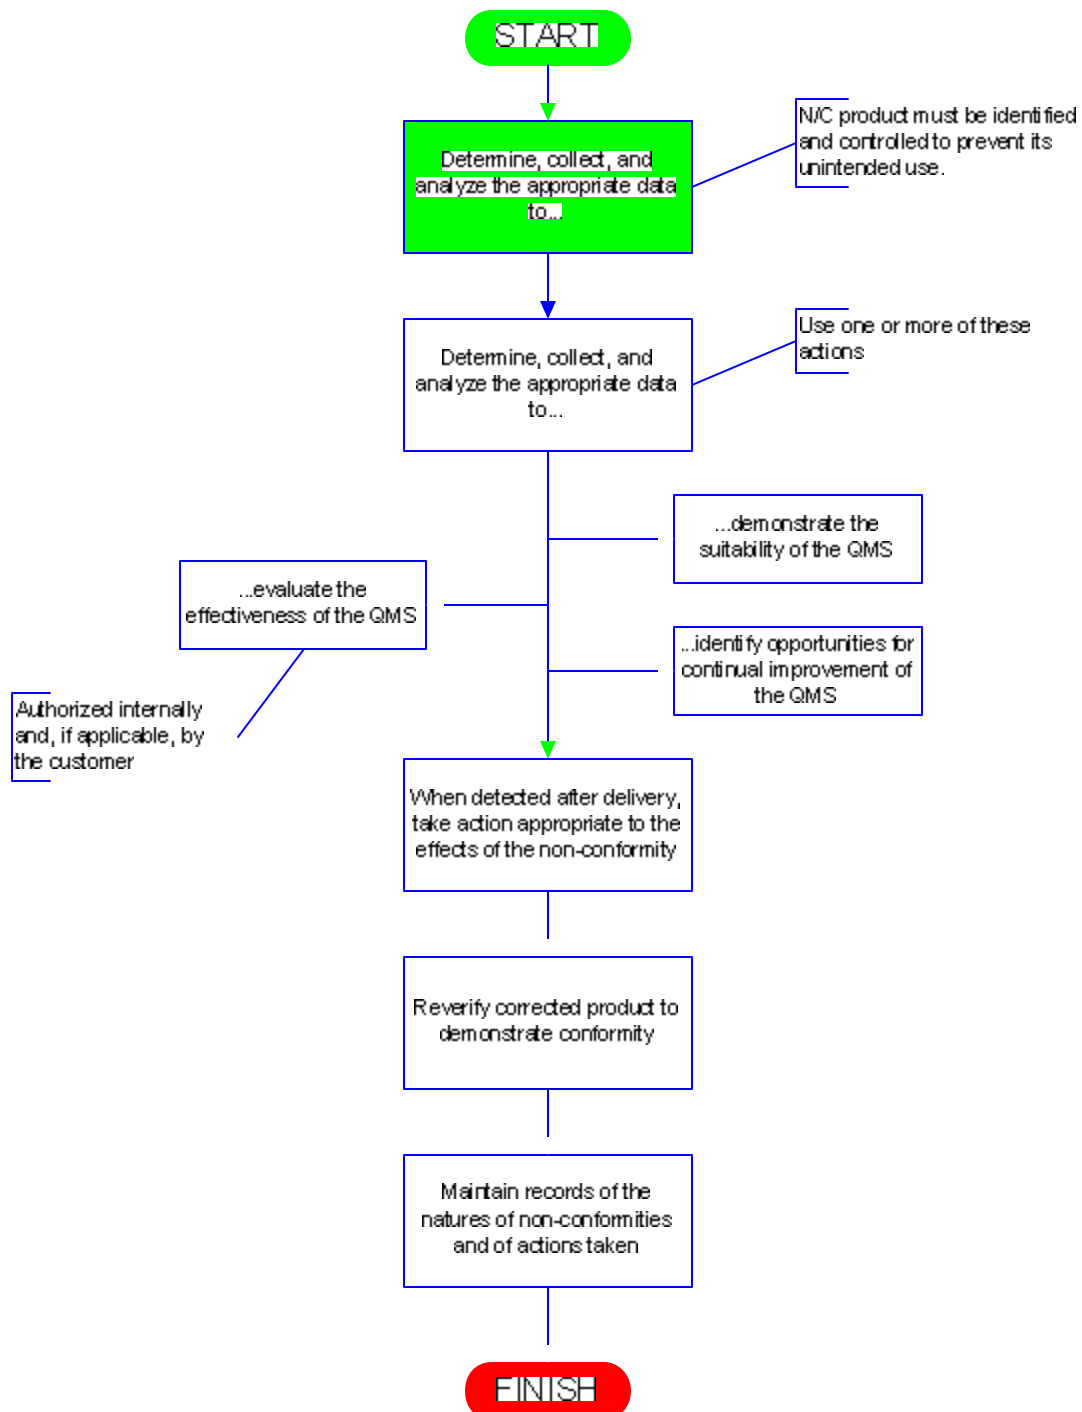 START
N/C product must be identified
and controlled to prevent its
unintended use.
Determine, collect, and
analyze the appropriate data
to...
Use one or more of these
actions
Determine, collect, and
analyze the appropriate data
to...
...demonstrate the
suitability of the QMS
...evaluate the
effectiveness of the QMS
...identify opportunities for
continual improvement of
the QMS
Authorized internally
and, if applicable, by
the customer
When detected after delivery,
take action appropriate to the
effects of the non-conformity
Reverify corrected product to
demonstrate conformity
Maintain records of the
natures of non-conformities
and of actions taken
FINISH